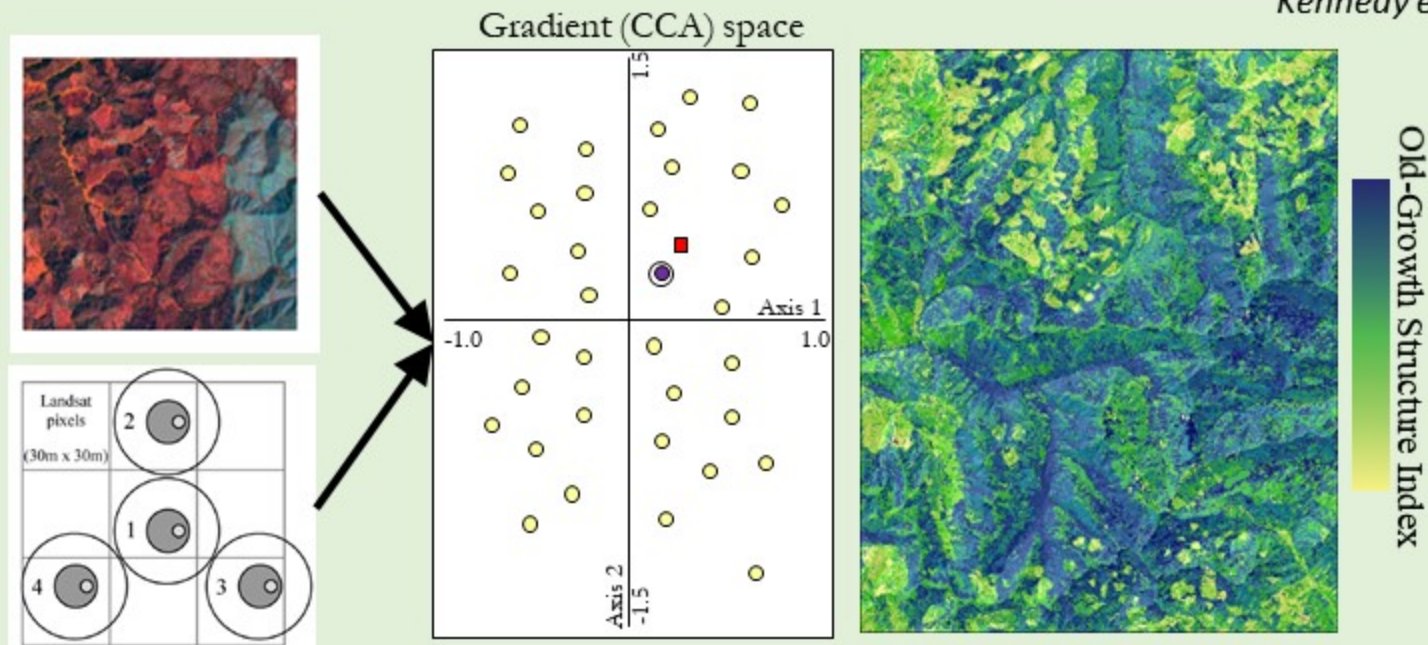 Kennedy e
Gradient (CCA) space
1.5
Axis 1
-1.0
1.0
Axis 2
-1.5
Landsat
pixels
(30m x 30m)
2
1
4
3
Old-Growth Structure Index